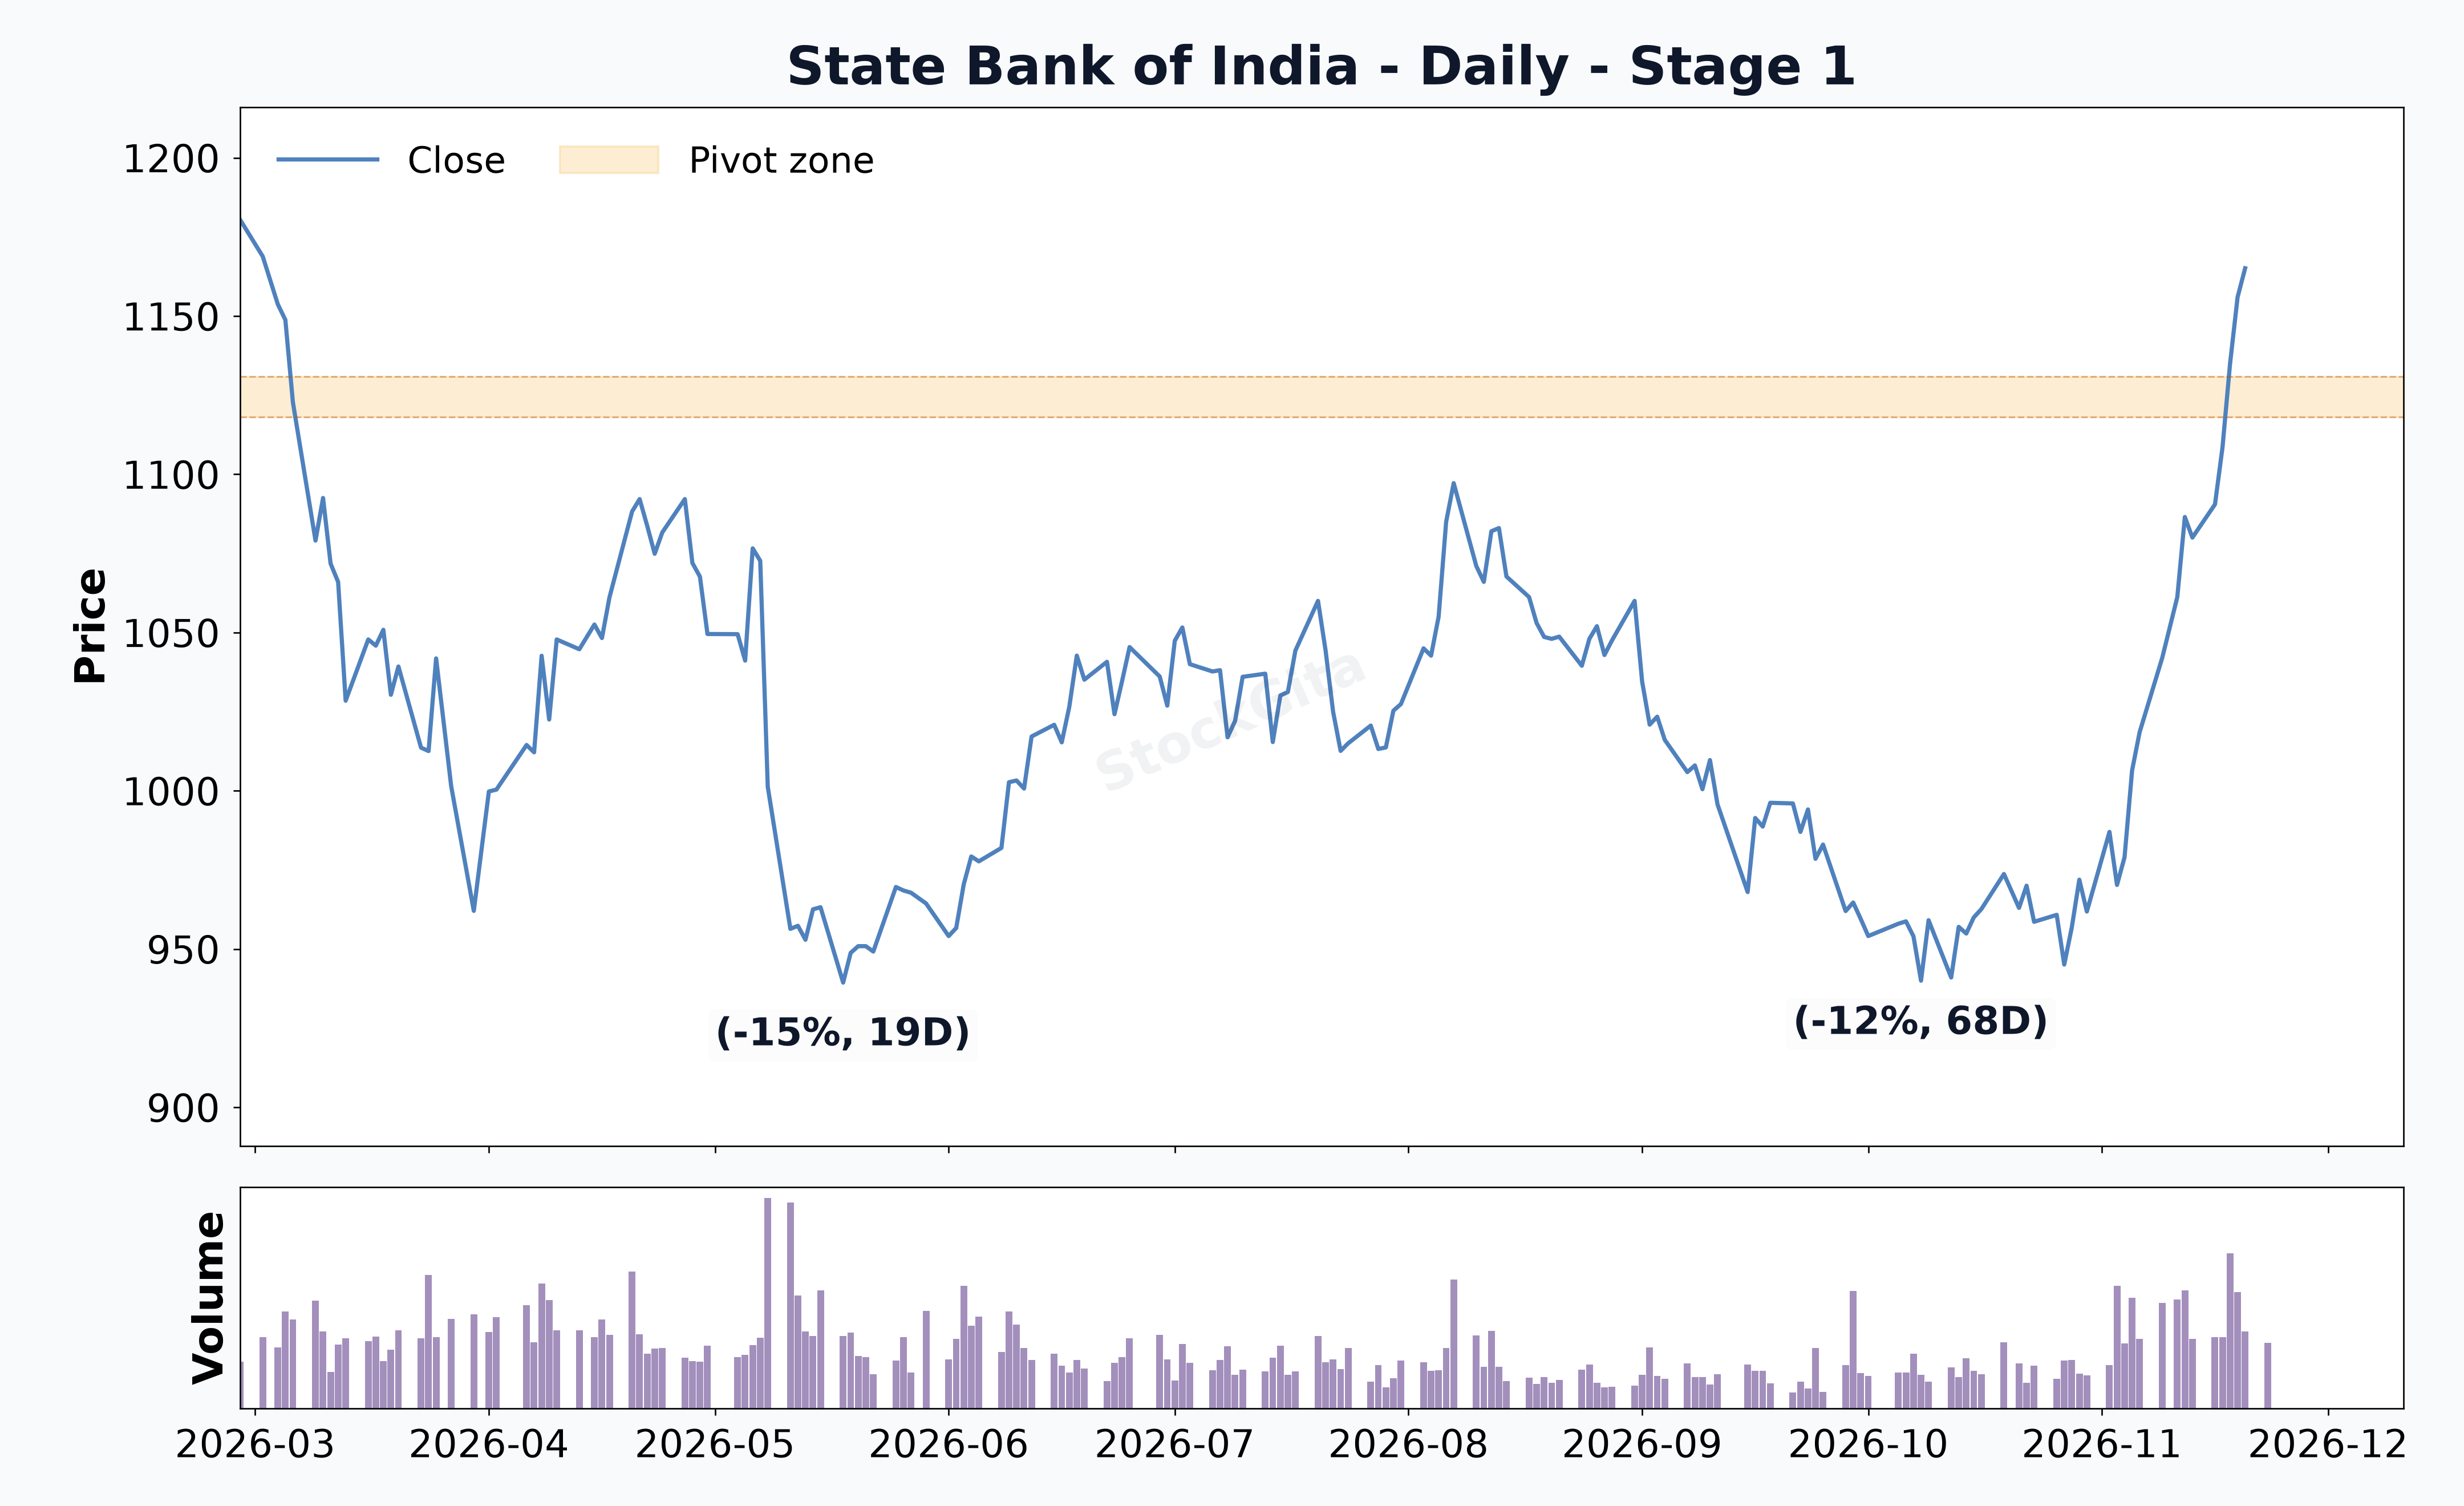 State Bank of India - Daily - Stage 1
Close
Pivot zone
1200
1150
1100
1050
1000
950
900
Price
StockGita
(-15%, 19D)
(-12%, 68D)
Volume
2026-03
2026-04
2026-05
2026-06
2026-07
2026-08
2026-09
2026-10
2026-11
2026-12